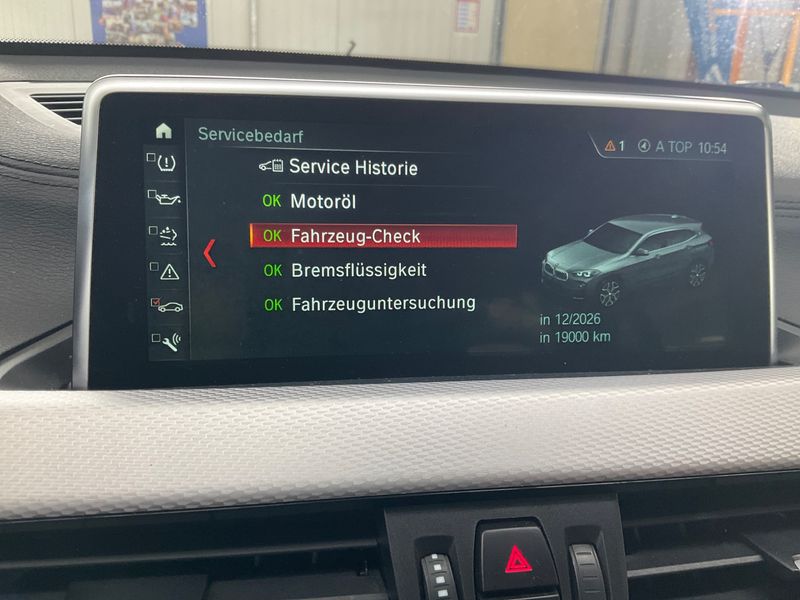 Servicebedarf
1 A TOP 10:54
Service Historie
OK Motoröl
OK Fahrzeug-Check
OK Bremsflüssigkeit
OK Fahrzeuguntersuchung
in 12/2026
in 19000 km